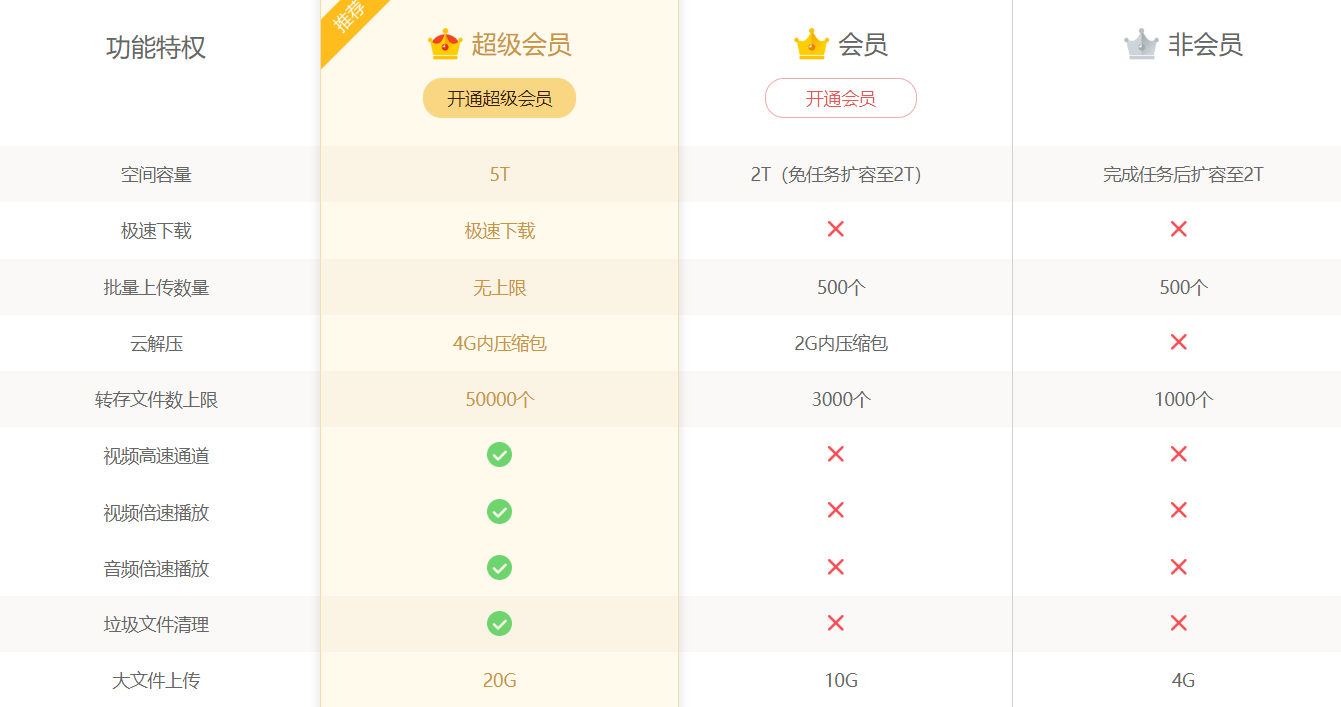 功能特权
推荐
超级会员
会员
非会员
开通超级会员
开通会员
空间容量 5T 2T（免任务扩容至2T） 完成任务后扩容至2T
极速下载 极速下载
批量上传数量 无上限 500个 500个
云解压 4G内压缩包 2G内压缩包
转存文件数上限 50000个 3000个 1000个
视频高速通道
视频倍速播放
音频倍速播放
垃圾文件清理
大文件上传 20G 10G 4G